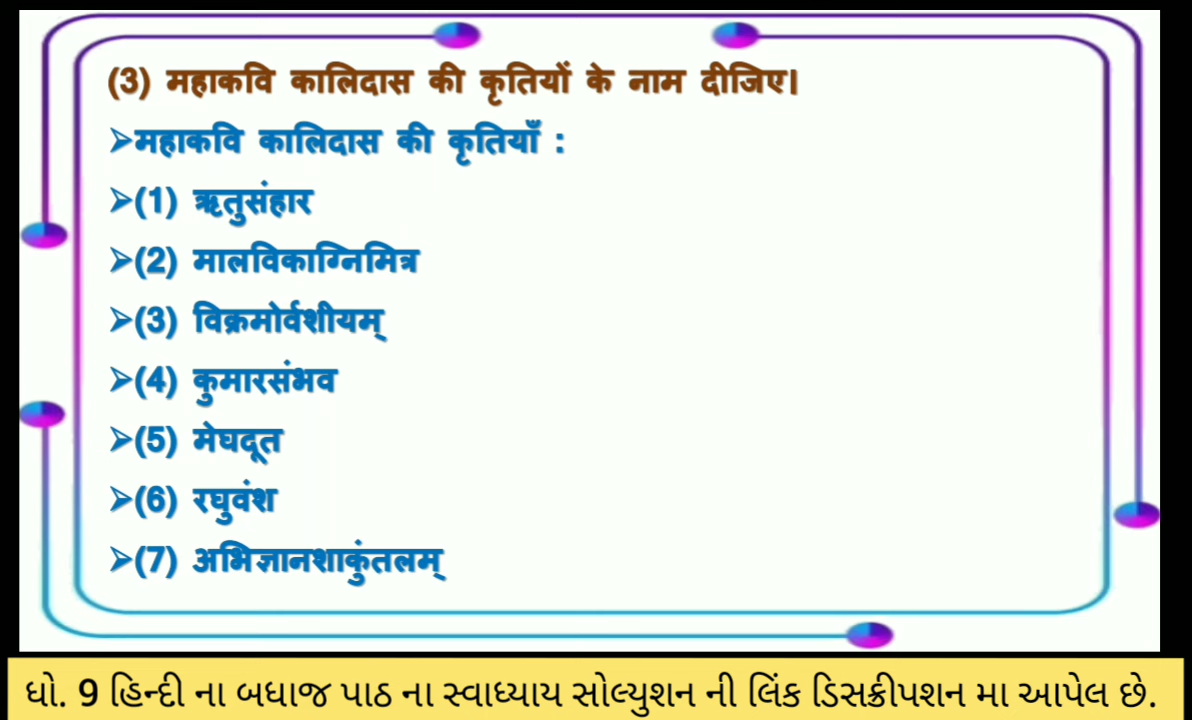 (3) महाकवि कालिदास की कृतियों के नाम दीजिए।
➢महाकवि कालिदास की कृतियाँ :
➢(1) ऋतुसंहार
➢(2) मालविकाग्निमित्र
➢(3) विक्रमोर्वशीयम्
➢(4) कुमारसंभव
➢(5) मेघदूत
➢(6) रघुवंश
➢(7) अभिज्ञानशाकुंतलम्
ધો. 9 હિન્દી ના બધાજ પાઠ ના સ્વાધ્યાય સોલ્યુશન ની લિંક ડિસક્રીપશન મા આપેલ છે.